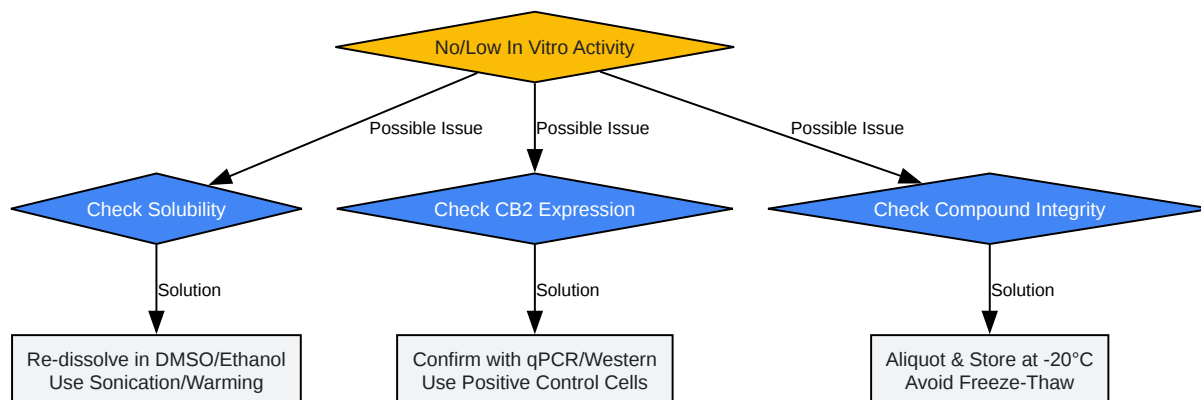 No/Low In Vitro Activity
Possible Issue
Possible Issue
Possible Issue
Check Solubility
Check CB2 Expression
Check Compound Integrity
Solution
Solution
Solution
Re-dissolve in DMSO/Ethanol
Use Sonication/Warming
Confirm with qPCR/Western
Use Positive Control Cells
Aliquot & Store at -20°C
Avoid Freeze-Thaw